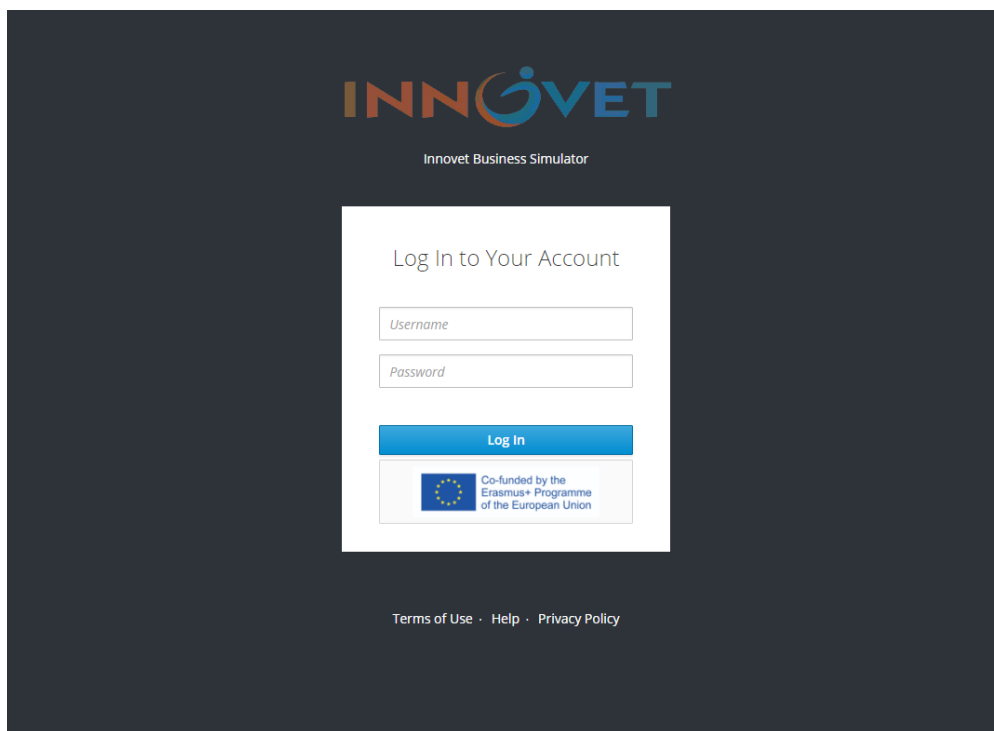 INNOVET
Innovet Business Simulator
Log In to Your Account
Username
Password
Log In
Co-funded by the
Erasmus+ Programme
of the European Union
Terms of Use · Help · Privacy Policy